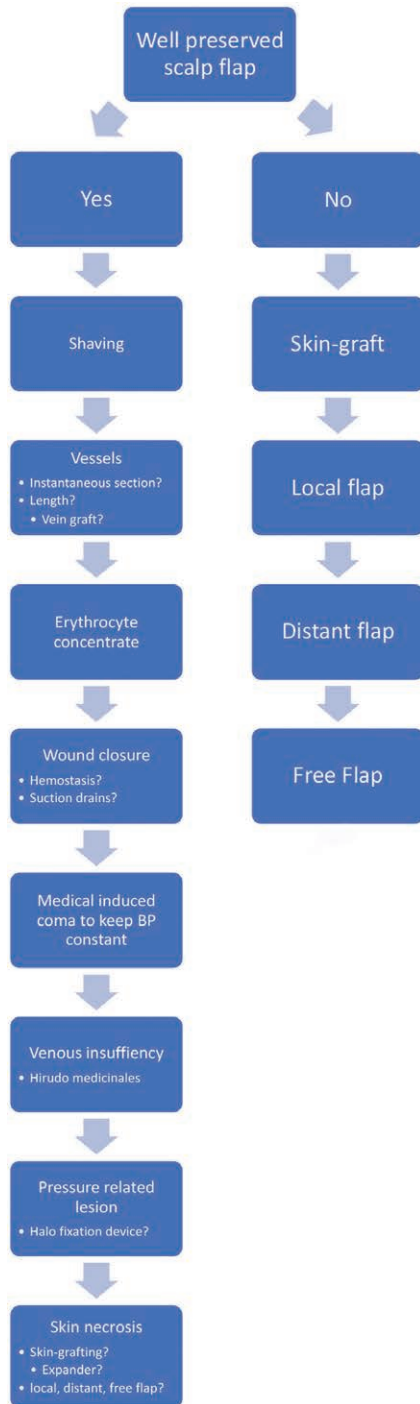 Well preserved
scalp flap
Yes
Shaving
Vessels
• Instantaneous section?
• Length?
• Vein graft?
Erythrocyte
concentrate
Wound closure
• Hemostasis?
• Suction drains?
Medical induced
coma to keep BP
constant
Venous insuffiency
• Hirudo medicinales
Pressure related
lesion
• Halo fixation device?
Skin necrosis
• Skin-grafting?
• Expander?
• local, distant, free flap?
No
Skin-graft
Local flap
Distant flap
Free Flap